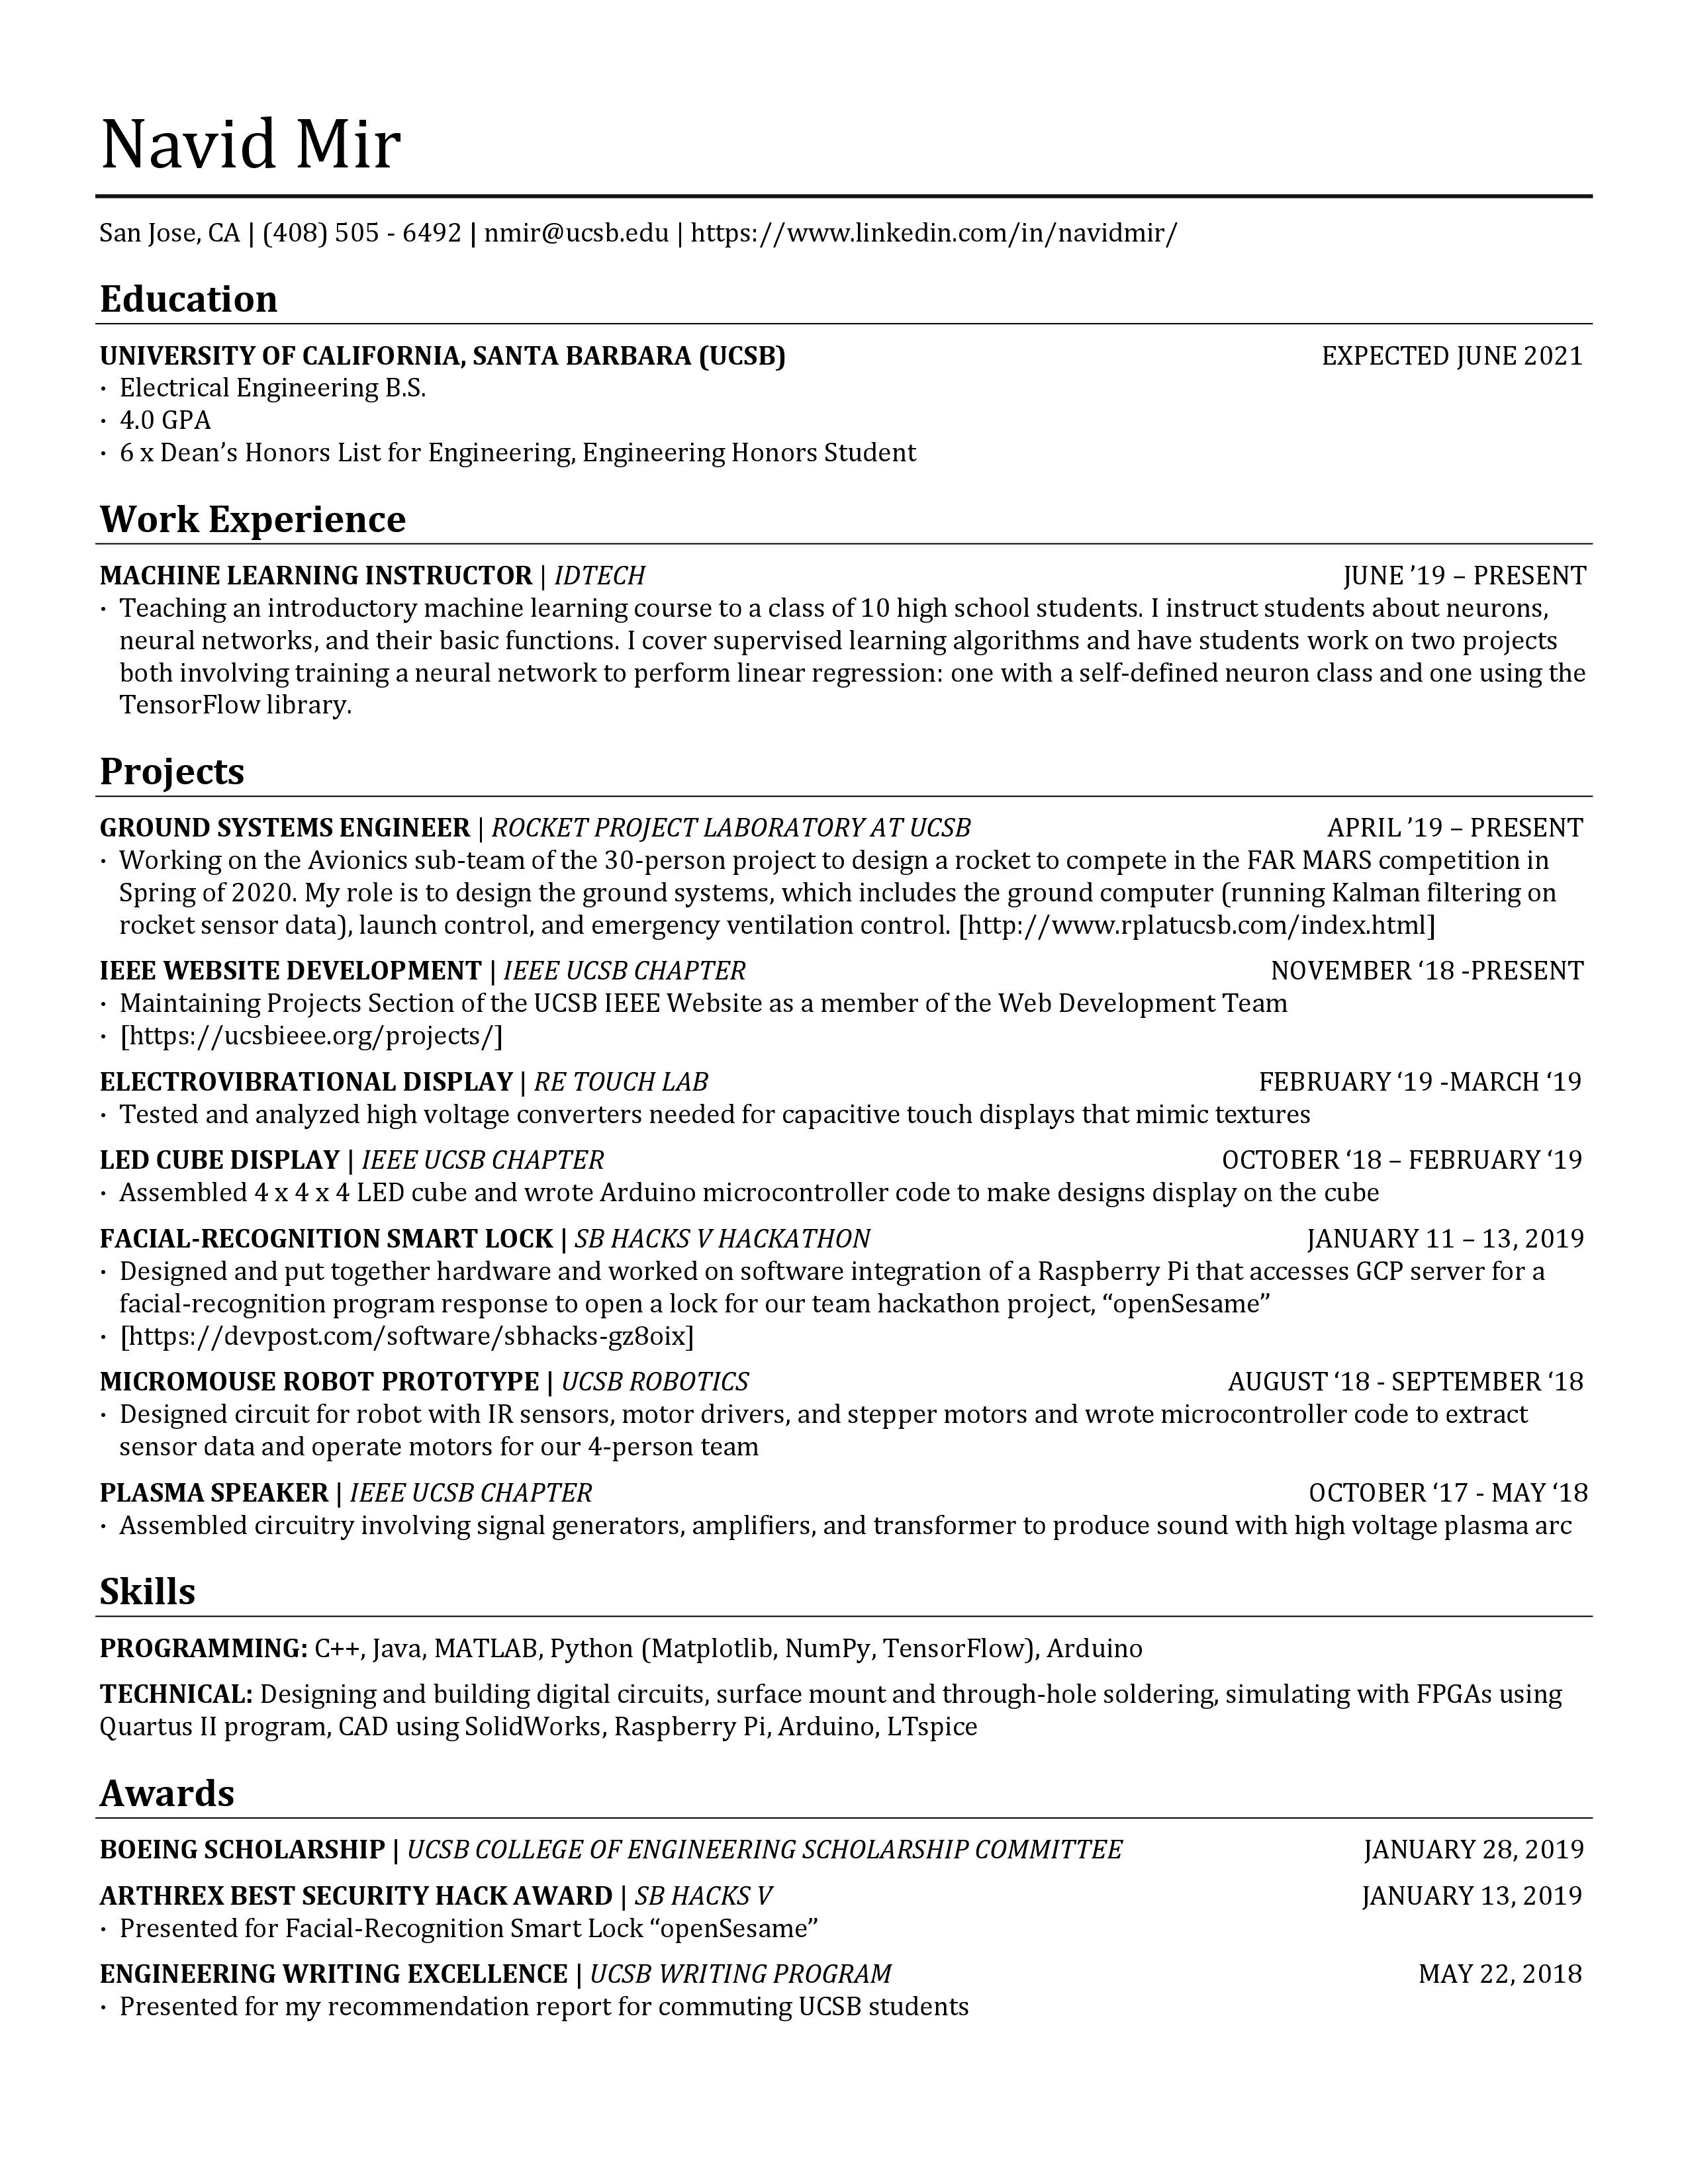 Navid Mir
San Jose, CA | (408) 505 - 6492 | nmir@ucsb.edu | https://www.linkedin.com/in/navidmir/
Education
UNIVERSITY OF CALIFORNIA, SANTA BARBARA (UCSB) EXPECTED JUNE 2021
· Electrical Engineering B.S.
· 4.0 GPA
· 6 x Dean’s Honors List for Engineering, Engineering Honors Student
Work Experience
MACHINE LEARNING INSTRUCTOR | IDTECH JUNE ’19 – PRESENT
· Teaching an introductory machine learning course to a class of 10 high school students. I instruct students about neurons,
neural networks, and their basic functions. I cover supervised learning algorithms and have students work on two projects
both involving training a neural network to perform linear regression: one with a self-defined neuron class and one using the
TensorFlow library.
Projects
GROUND SYSTEMS ENGINEER | ROCKET PROJECT LABORATORY AT UCSB APRIL ’19 – PRESENT
· Working on the Avionics sub-team of the 30-person project to design a rocket to compete in the FAR MARS competition in
Spring of 2020. My role is to design the ground systems, which includes the ground computer (running Kalman filtering on
rocket sensor data), launch control, and emergency ventilation control. [http://www.rplatucsb.com/index.html]
IEEE WEBSITE DEVELOPMENT | IEEE UCSB CHAPTER NOVEMBER ‘18 -PRESENT
· Maintaining Projects Section of the UCSB IEEE Website as a member of the Web Development Team
· [https://ucsbieee.org/projects/]
ELECTROVIBRATIONAL DISPLAY | RE TOUCH LAB FEBRUARY ‘19 -MARCH ‘19
· Tested and analyzed high voltage converters needed for capacitive touch displays that mimic textures
LED CUBE DISPLAY | IEEE UCSB CHAPTER OCTOBER ‘18 – FEBRUARY ‘19
· Assembled 4 x 4 x 4 LED cube and wrote Arduino microcontroller code to make designs display on the cube
FACIAL-RECOGNITION SMART LOCK | SB HACKS V HACKATHON JANUARY 11 – 13, 2019
· Designed and put together hardware and worked on software integration of a Raspberry Pi that accesses GCP server for a
facial-recognition program response to open a lock for our team hackathon project, “openSesame”
· [https://devpost.com/software/sbhacks-gz8oix]
MICROMOUSE ROBOT PROTOTYPE | UCSB ROBOTICS AUGUST ‘18 - SEPTEMBER ‘18
· Designed circuit for robot with IR sensors, motor drivers, and stepper motors and wrote microcontroller code to extract
sensor data and operate motors for our 4-person team
PLASMA SPEAKER | IEEE UCSB CHAPTER OCTOBER ‘17 - MAY ‘18
· Assembled circuitry involving signal generators, amplifiers, and transformer to produce sound with high voltage plasma arc
Skills
PROGRAMMING: C++, Java, MATLAB, Python (Matplotlib, NumPy, TensorFlow), Arduino
TECHNICAL: Designing and building digital circuits, surface mount and through-hole soldering, simulating with FPGAs using
Quartus II program, CAD using SolidWorks, Raspberry Pi, Arduino, LTspice
Awards
BOEING SCHOLARSHIP | UCSB COLLEGE OF ENGINEERING SCHOLARSHIP COMMITTEE JANUARY 28, 2019
ARTHREX BEST SECURITY HACK AWARD | SB HACKS V JANUARY 13, 2019
· Presented for Facial-Recognition Smart Lock “openSesame”
ENGINEERING WRITING EXCELLENCE | UCSB WRITING PROGRAM MAY 22, 2018
· Presented for my recommendation report for commuting UCSB students